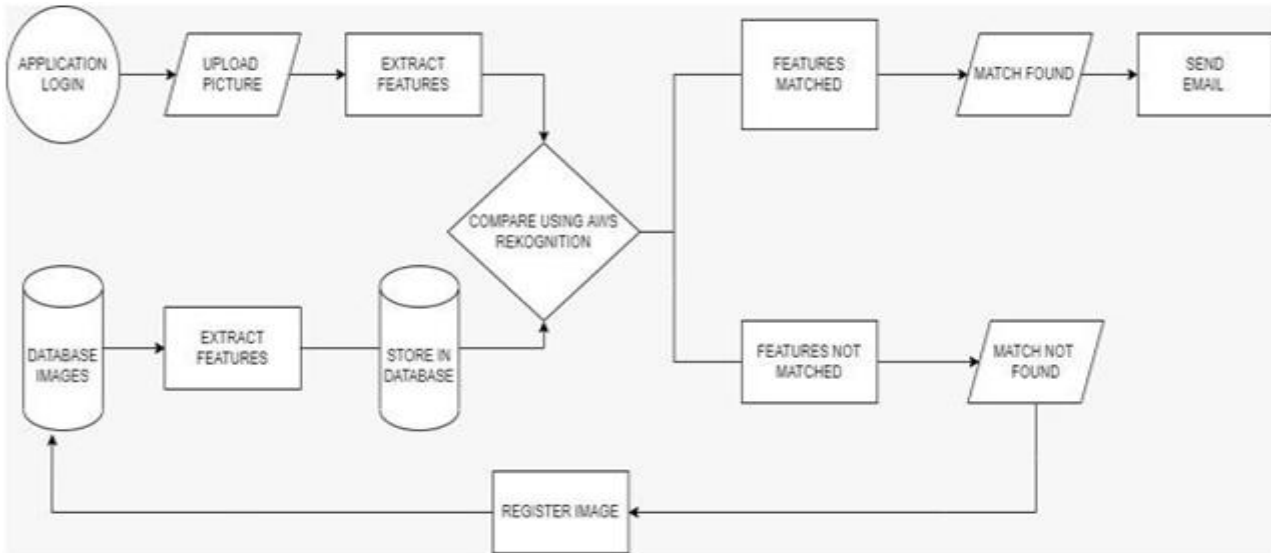 APPLICATION
LOGIN
UPLOAD
PICTURE
EXTRACT
FEATURES
FEATURES
MATCHED
MATCH FOUND
SEND
EMAIL
COMPARE USING AWS
REKOGNITION
DATABASE
IMAGES
EXTRACT
FEATURES
STORE IN
DATABASE
FEATURES NOT
MATCHED
MATCH NOT
FOUND
REGISTER IMAGE